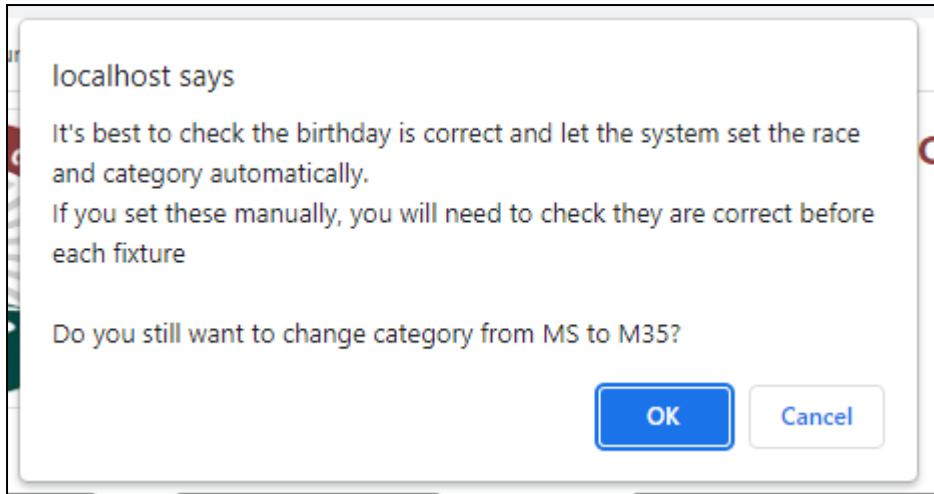 localhost says
It's best to check the birthday is correct and let the system set the race
and category automatically.
If you set these manually, you will need to check they are correct before
each fixture
Do you still want to change category from MS to M35?
OK
Cancel